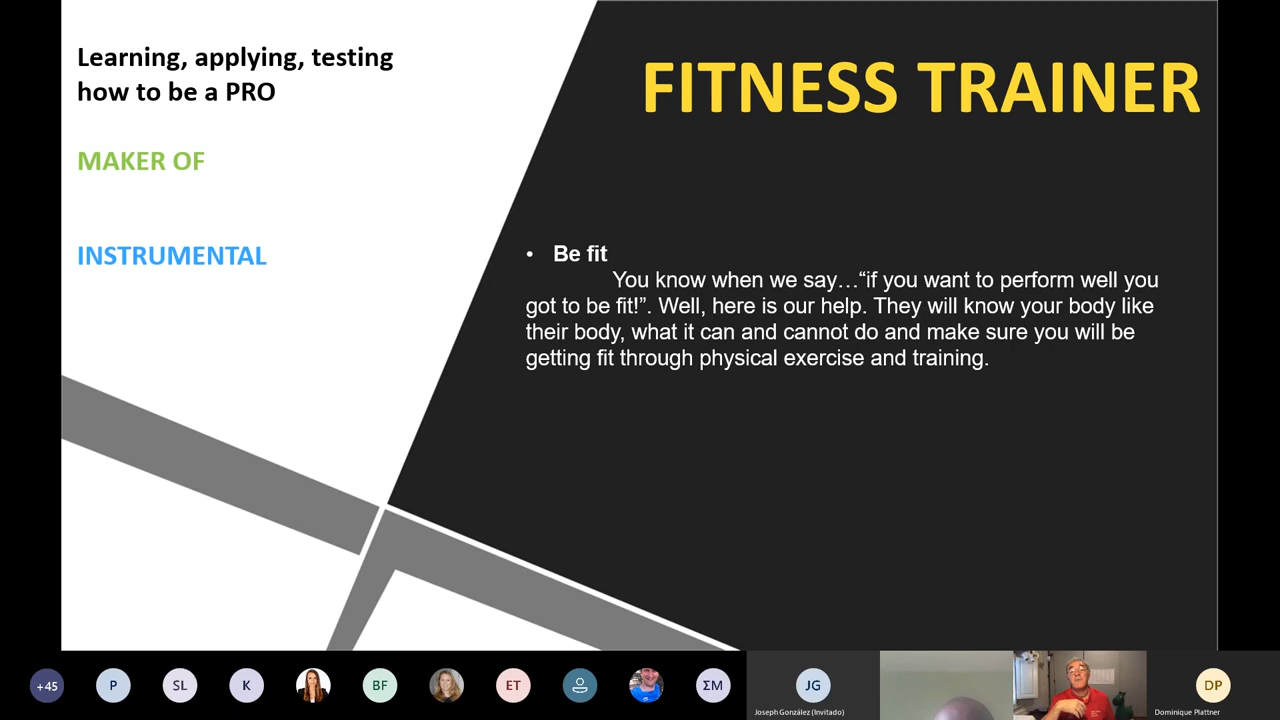 Learning, applying, testing
how to be a PRO
MAKER OF
INSTRUMENTAL
FITNESS TRAINER
• Be fit
You know when we say…“if you want to perform well you
got to be fit!”. Well, here is our help. They will know your body like
their body, what it can and cannot do and make sure you will be
getting fit through physical exercise and training.
+45
P
SL
K
BF
ET
ΣM
JG
Joseph González (Invitado)
DP
Dominique Plattner